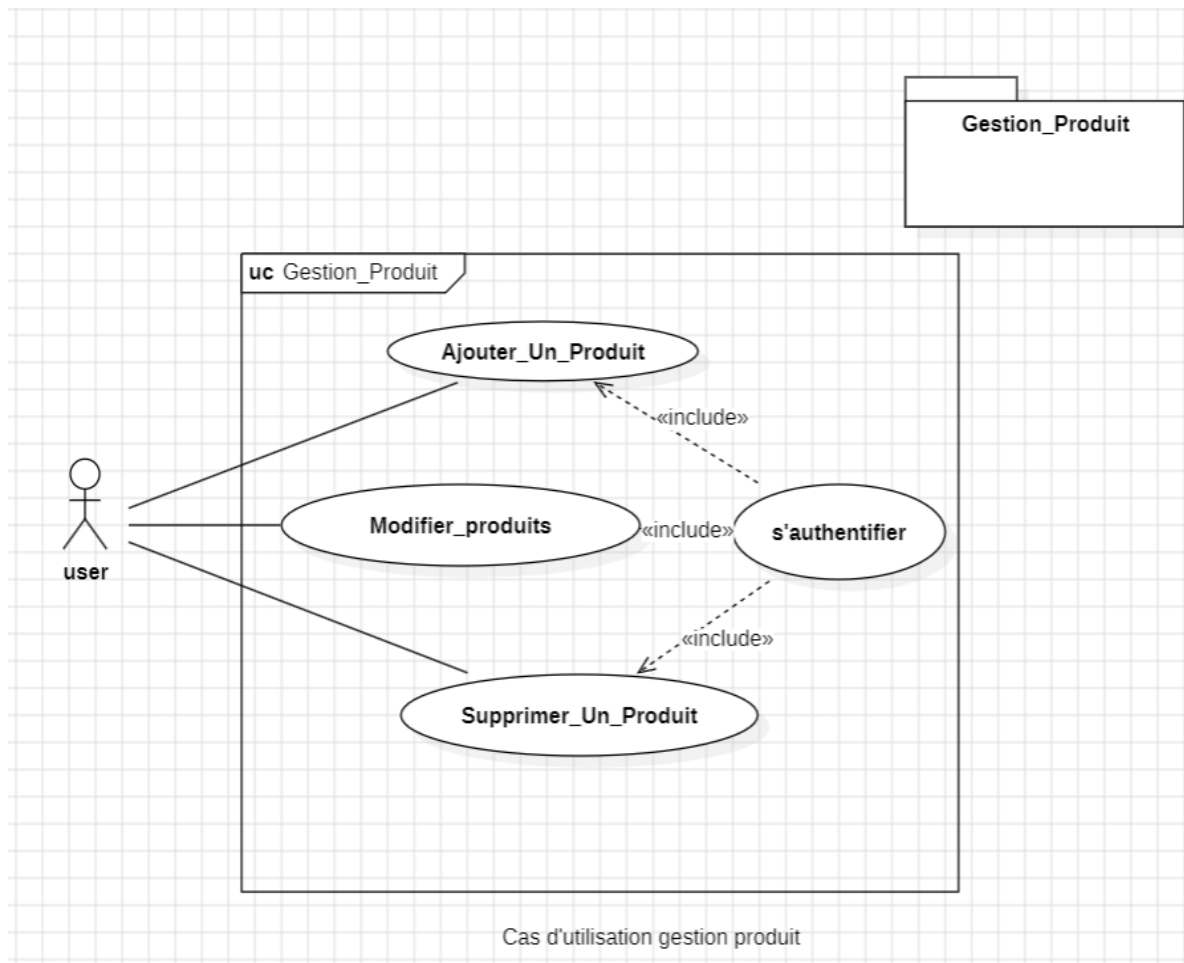 Gestion_Produit
uc Gestion_Produit
Ajouter_Un_Produit
«include»
Modifier_produits
«include»
s'authentifier
user
«include»
Supprimer_Un_Produit
Cas d'utilisation gestion produit